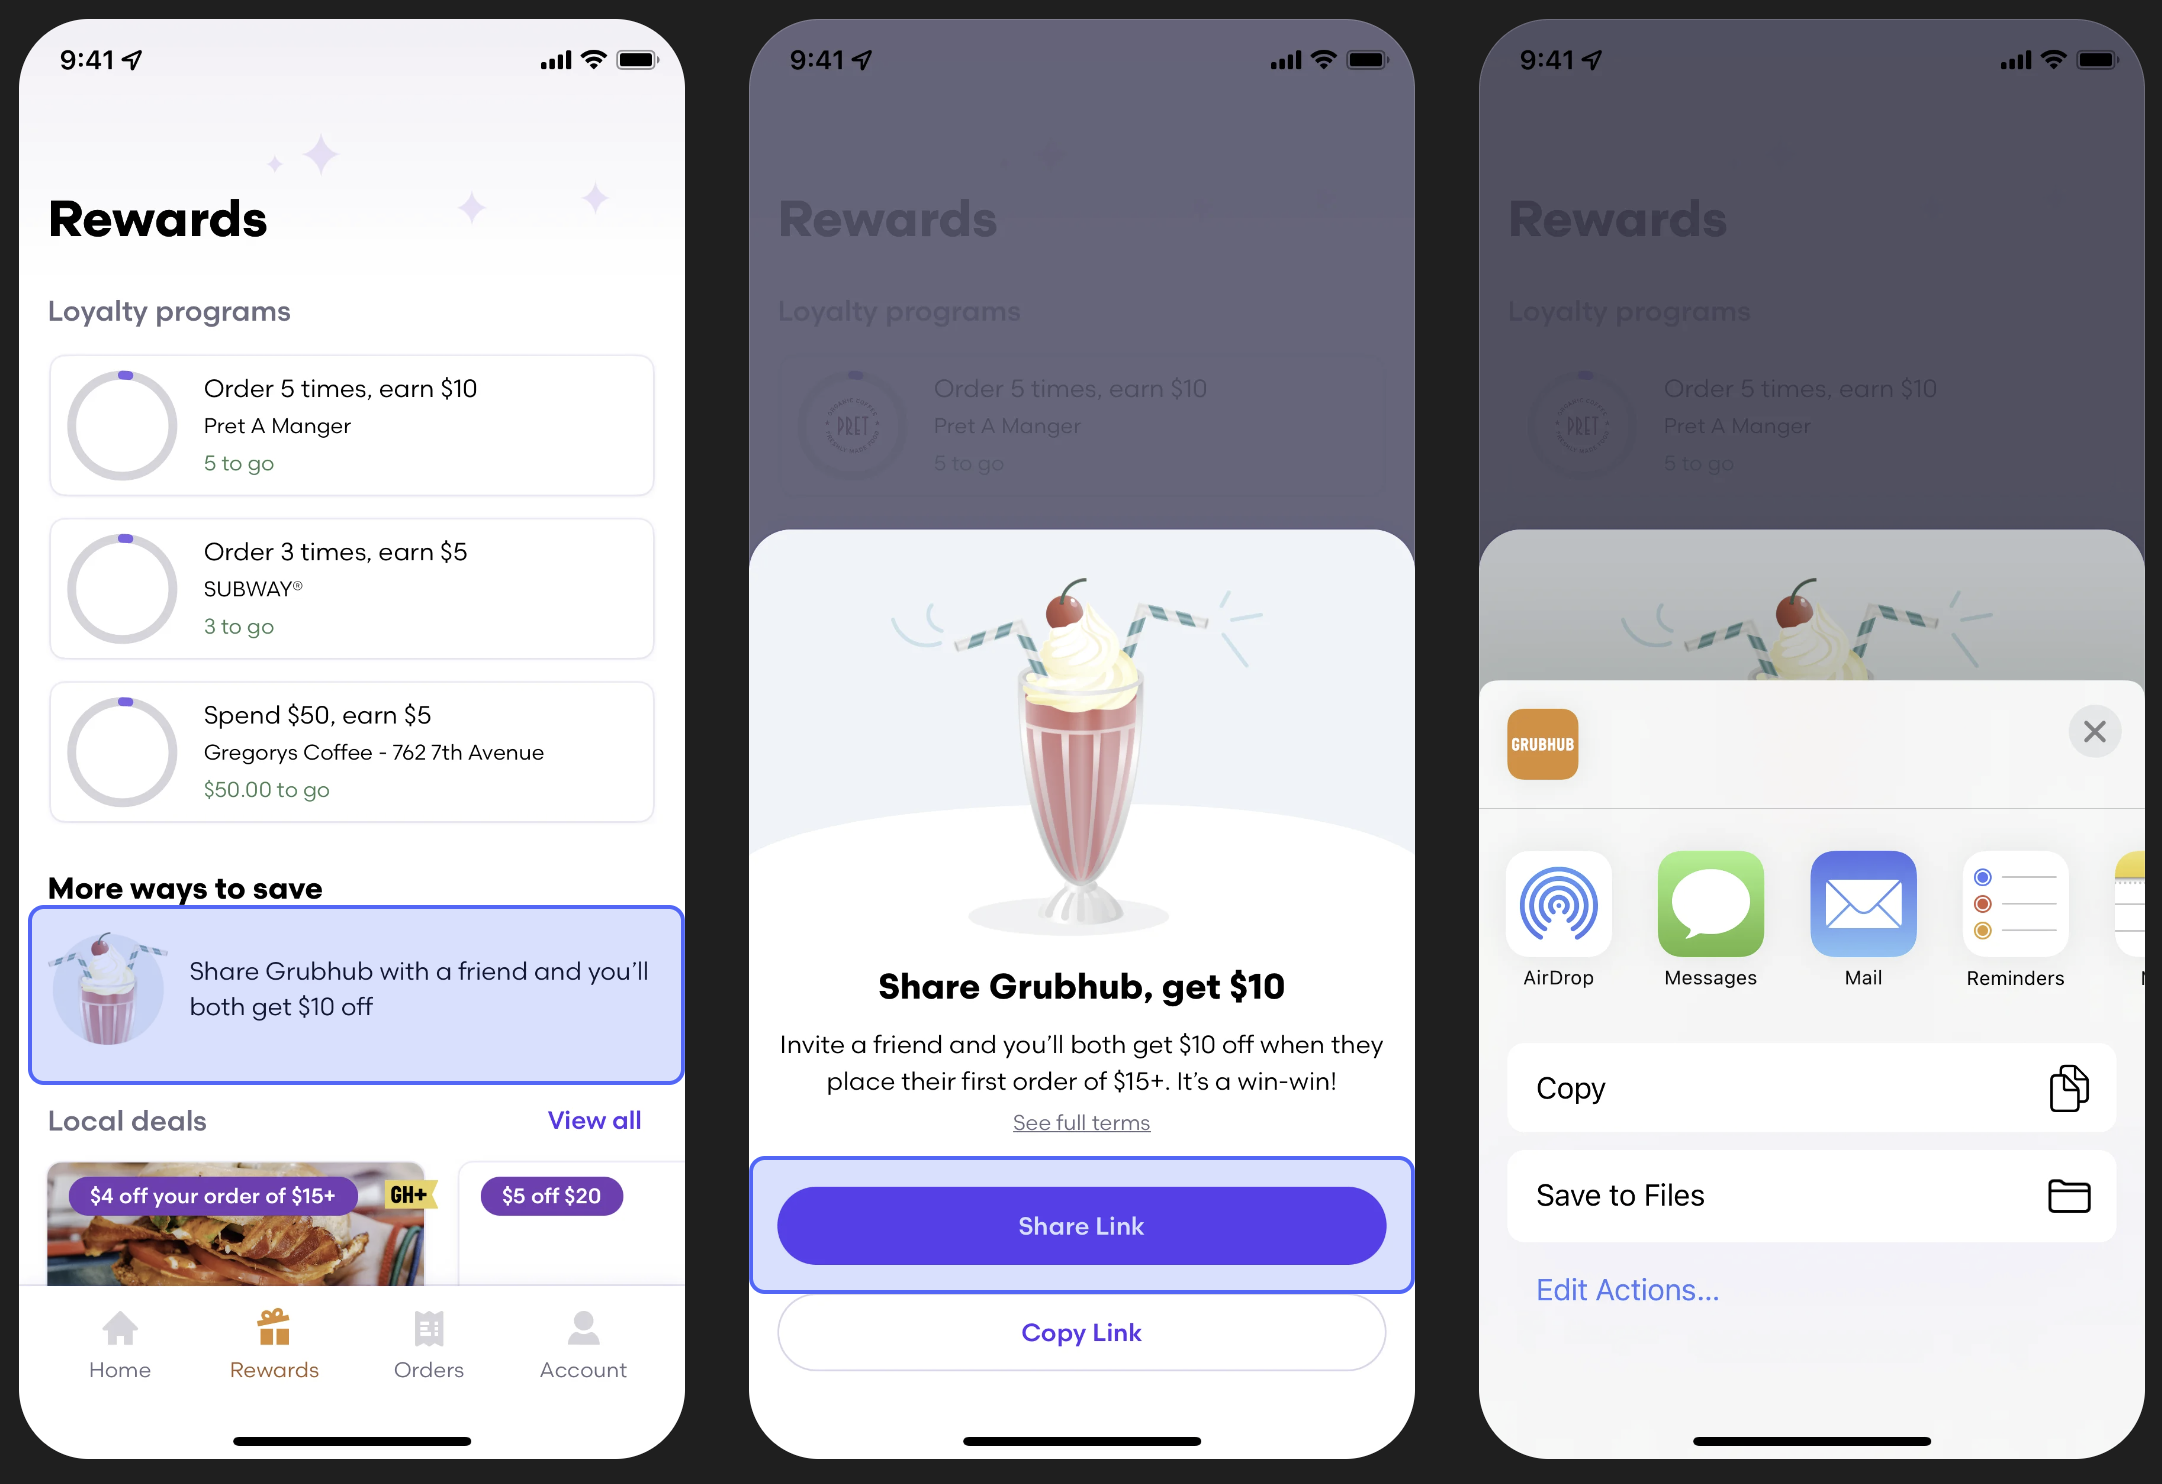 9:41
Rewards
Loyalty programs
Order 5 times, earn $10
Pret A Manger
5 to go
Order 3 times, earn $5
SUBWAY®
3 to go
Spend $50, earn $5
Gregorys Coffee - 762 7th Avenue
$50.00 to go
More ways to save
Share Grubhub with a friend and you'll
both get $10 off
Local deals
View all
$4 off your order of $15+
GH+
$5 off $20
Home
Rewards
Orders
Account
9:41
Rewards
Loyalty programs
PRET
Order 5 times, earn $10
Pret A Manger
5 to go
Share Grubhub, get $10
Invite a friend and you'll both get $10 off when they
place their first order of $15+. It's a win-win!
See full terms
Share Link
Copy Link
9:41
Rewards
Loyalty programs
PRET
Order 5 times, earn $10
Pret A Manger
5 to go
GRUBHUB
AirDrop
Messages
Mail
Reminders
Copy
Save to Files
Edit Actions...